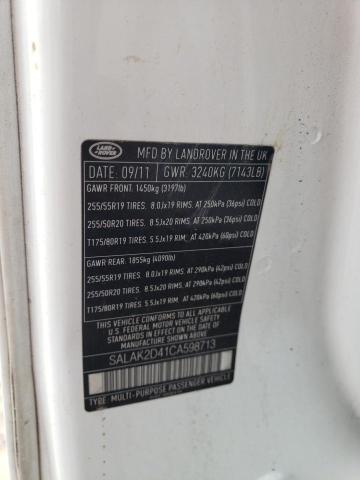 LAND
ROVER
MFD BY LANDROVER IN THE UK
DATE 09/11 GWR. 3240KG (7143LB)
GAWR FRONT: 1450kg (3197lb)
255/55R19 TIRES. 8.0Jx19 RIMS. AT 250kPa (36psi) COLD
255/50R20 TIRES. 8.5Jx20 RIMS. AT 250kPa (36psi) COLD
T175/80R19 TIRES. 5.5Jx19 RIM. AT 420kPa (60psi) COLD
GAWR REAR: 1855kg (4090lb)
255/55R19 TIRES. 8.0Jx19 RIMS. AT 290kPa (42psi) COLD
255/50R20 TIRES. 8.5Jx20 RIMS. AT 290kPa (42psi) COLD
T175/80R19 TIRES. 5.5Jx19 RIM. AT 420kPa (60psi) COLD
THIS VEHICLE CONFORMS TO ALL APPLICABLE
U.S. FEDERAL MOTOR VEHICLE SAFETY
STANDARDS IN EFFECT ON THE DATE OF
MANUFACTURE SHOWN ABOVE.
SALAK2D41CA598713
TYPE: MULTI-PURPOSE PASSENGER VEHICLE